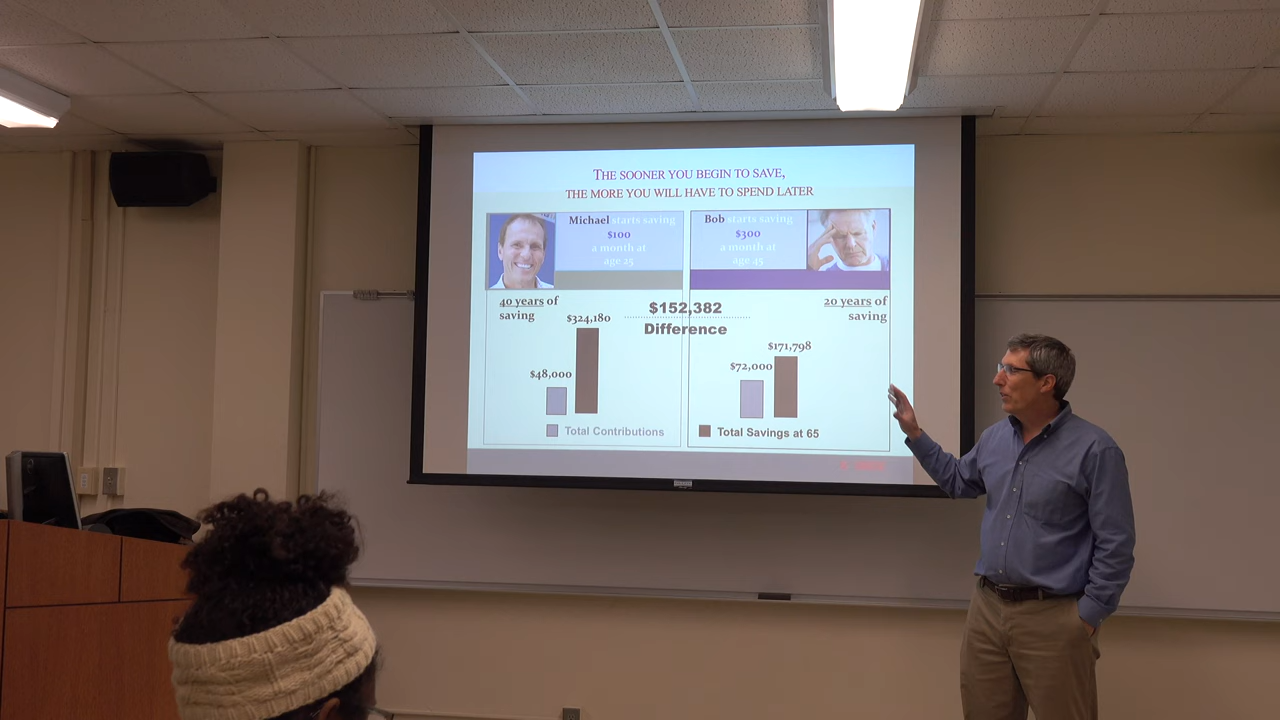 THE SOONER YOU BEGIN TO SAVE,
THE MORE YOU WILL HAVE TO SPEND LATER
Michael starts saving
$100
a month at
age 25
Bob starts saving
$300
a month at
age 45
40 years of
saving
$324,180
$48,000
$152,382
Difference
20 years of
saving
$171,798
$72,000
Total Contributions
Total Savings at 65